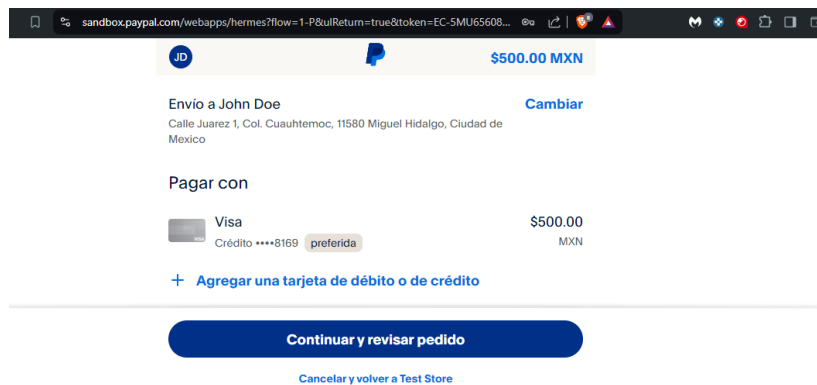 sandbox.paypal.com/webapps/hermes?flow=1-P&ulReturn=true&token=EC-5MU65608...
JD
$500.00 MXN
Envío a John Doe
Cambiar
Calle Juarez 1, Col. Cuauhtemoc, 11580 Miguel Hidalgo, Ciudad de
Mexico
Pagar con
Visa
$500.00
VISA
Crédito ••••8169 preferida
MXN
+ Agregar una tarjeta de débito o de crédito
Continuar y revisar pedido
Cancelar y volver a Test Store